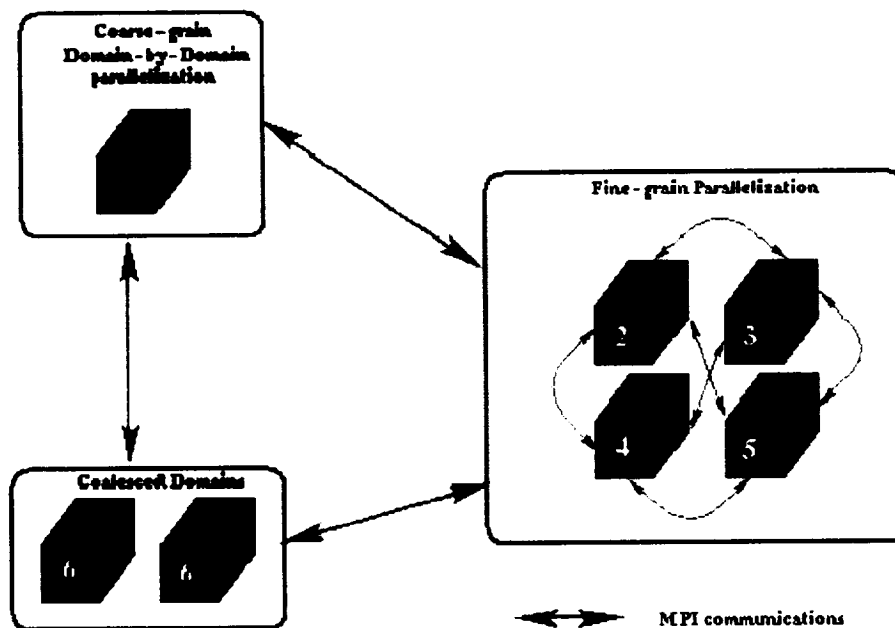 Coarse-grain
Domain-by-Domain
parallelization
Fine-grain Parallelization
2
3
4
5
Coalesced Domains
6 6
MPI communications